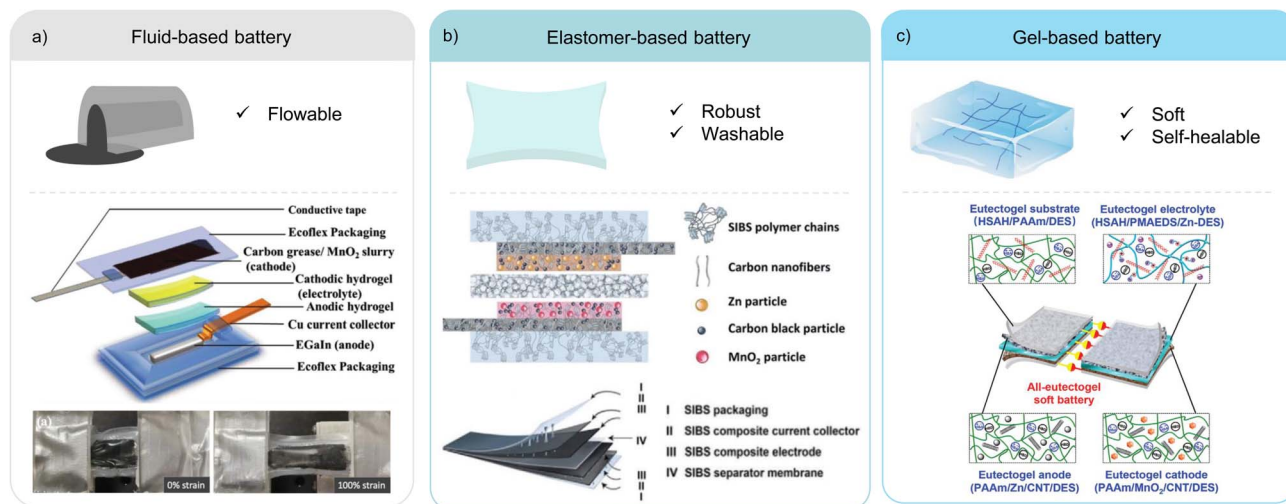 a)
Fluid-based battery
✓ Flowable
Conductive tape
Ecoflex Packaging
Carbon grease/ MnO₂ slurry
(cathode)
Cathodic hydrogel
(electrolyte)
Anodic hydrogel
Cu current collector
EGaIn (anode)
Ecoflex Packaging
0% strain
100% strain
b)
Elastomer-based battery
✓ Robust
✓ Washable
SIBS polymer chains
Carbon nanofibers
Zn particle
Carbon black particle
MnO₂ particle
I
II
III
IV
III
II
I
I SIBS packaging
II SIBS composite current collector
III SIBS composite electrode
IV SIBS separator membrane
c)
Gel-based battery
✓ Soft
✓ Self-healable
Eutectogel substrate
(HSAH/PAAm/DES)
Eutectogel electrolyte
(HSAH/PMAEDS/Zn-DES)
All-eutectogel
soft battery
Eutectogel anode
(PAAm/Zn/CNT/DES)
Eutectogel cathode
(PAAm/MnO₂/CNT/DES)